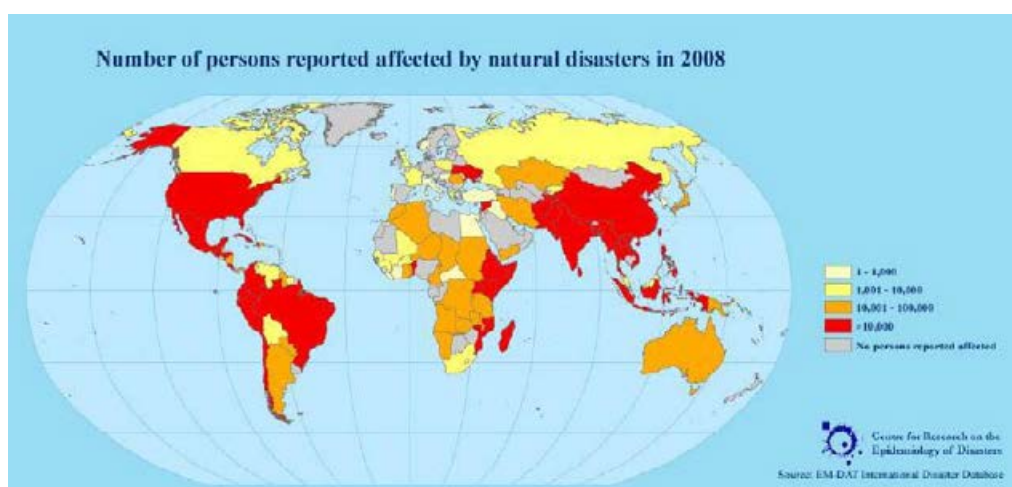 Number of persons reported affected by natural disasters in 2008
1 - 1,000
1,001 - 10,000
10,001 - 100,000
>10,000
No persons reported affected
Centre for Research on the
Epidemiology of Disasters
Source: EM-DAT International Disaster Database